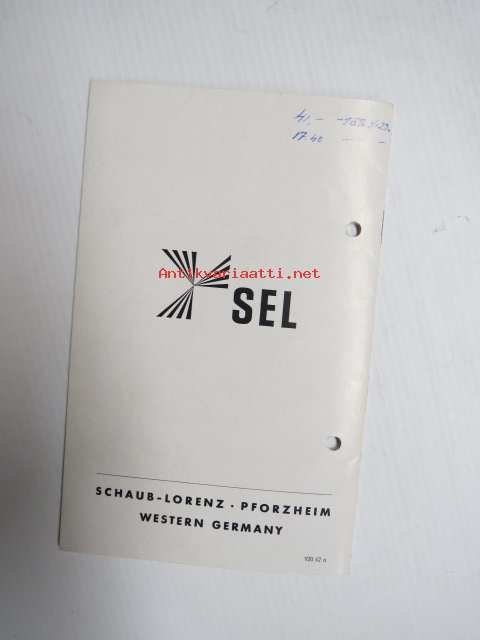 41,-
17.40
Antikvariaatti.net
SEL
SCHAUB-LORENZ · PFORZHEIM
WESTERN GERMANY